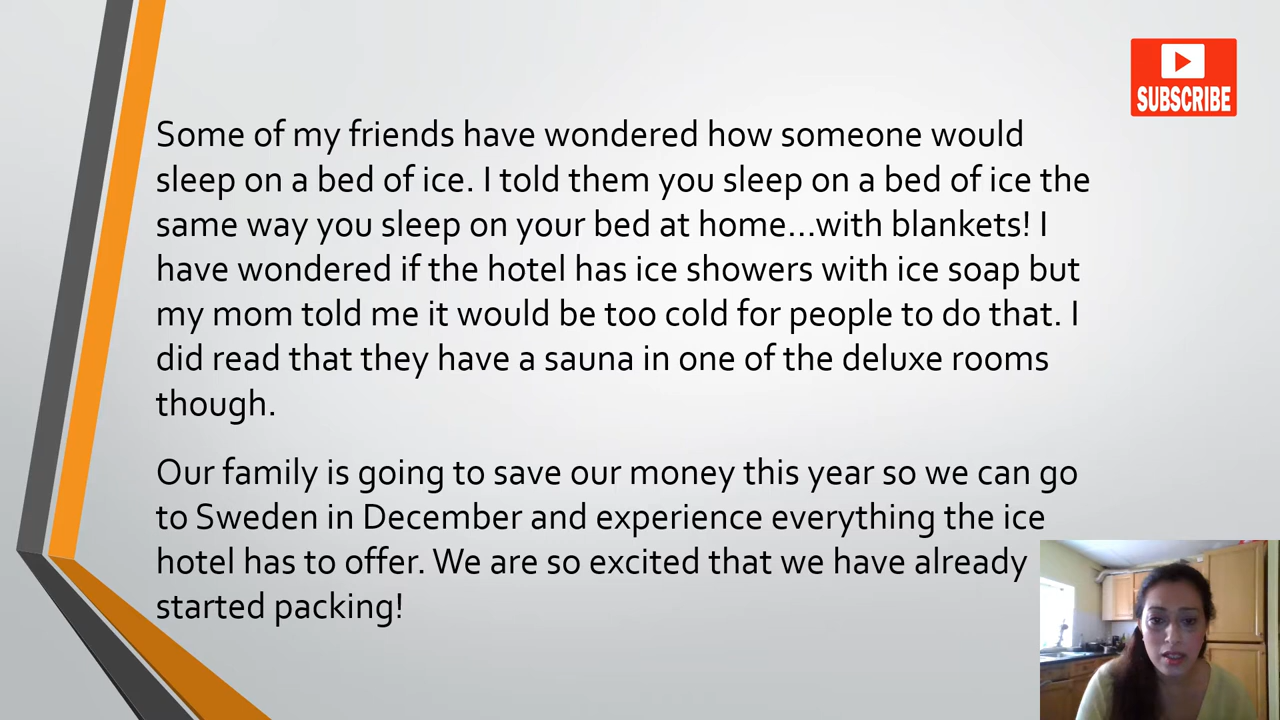 SUBSCRIBE
Some of my friends have wondered how someone would
sleep on a bed of ice. I told them you sleep on a bed of ice the
same way you sleep on your bed at home...with blankets! I
have wondered if the hotel has ice showers with ice soap but
my mom told me it would be too cold for people to do that. I
did read that they have a sauna in one of the deluxe rooms
though.
Our family is going to save our money this year so we can go
to Sweden in December and experience everything the ice
hotel has to offer. We are so excited that we have already
started packing!